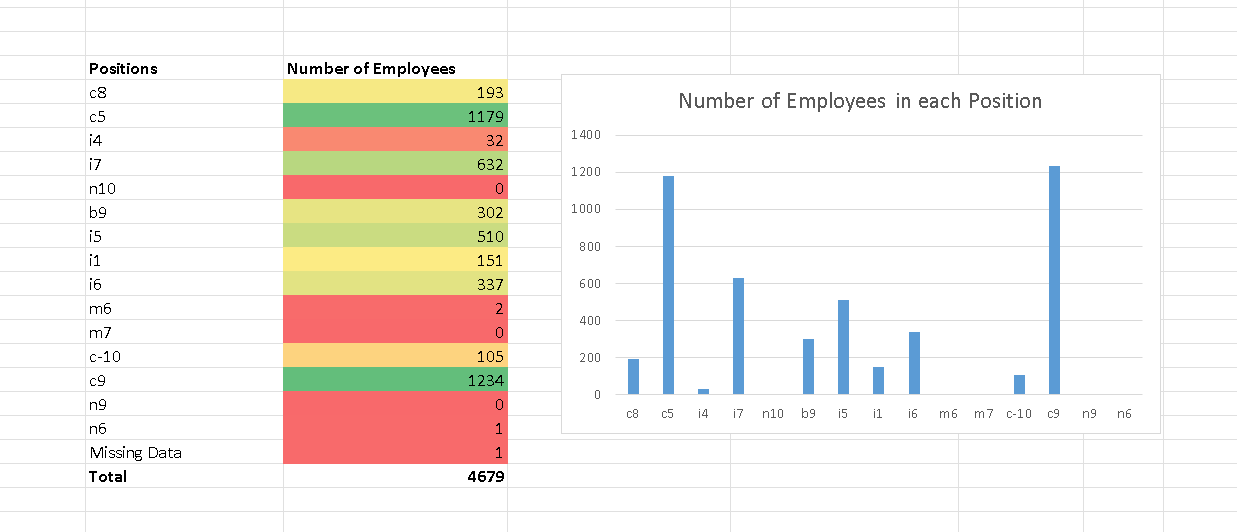 Positions Number of Employees
c8 193
c5 1179
i4 32
i7 632
n10 0
b9 302
i5 510
i1 151
i6 337
m6 2
m7 0
c-10 105
c9 1234
n9 0
n6 1
Missing Data 1
Total 4679
Number of Employees in each Position
1400
1200
1000
800
600
400
200
0
c8 c5 i4 i7 n10 b9 i5 i1 i6 m6 m7 c-10 c9 n9 n6